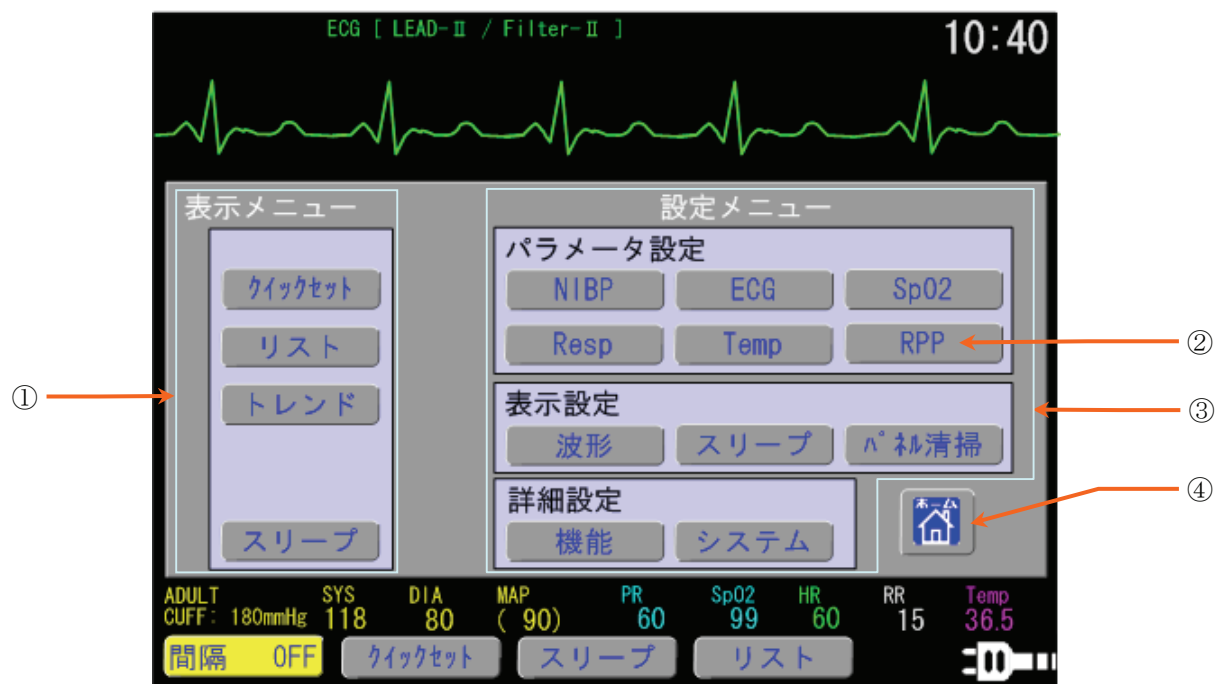 ECG [ LEAD-Ⅱ / Filter-Ⅱ ]
10:40
表示メニュー
クイックセット
リスト
トレンド
スリープ
設定メニュー
パラメータ設定
NIBP ECG SpO2
Resp Temp RPP
表示設定
波形 スリープ パネル清掃
詳細設定
機能 システム
ホーム
①
②
③
④
ADULT SYS DIA MAP PR SpO2 HR RR Temp
CUFF: 180mmHg 118 80 ( 90) 60 99 60 15 36.5
間隔 OFF クイックセット スリープ リスト